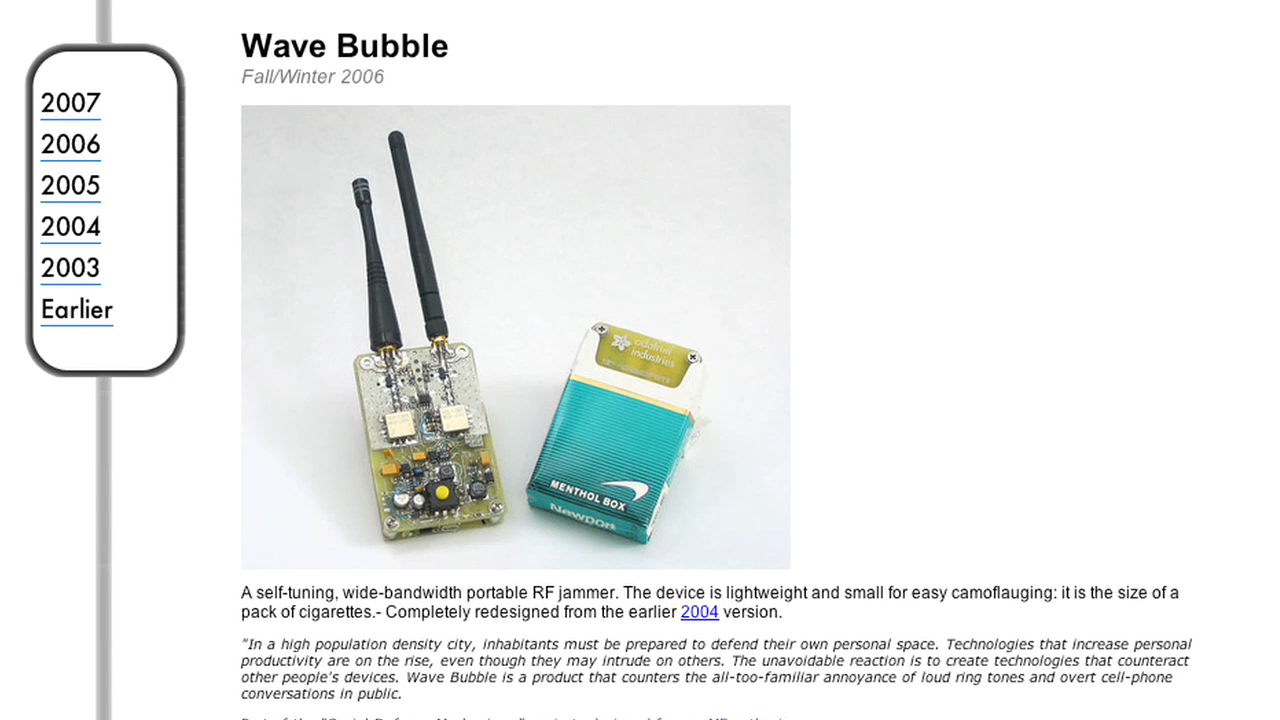 2007
2006
2005
2004
2003
Earlier
Wave Bubble
Fall/Winter 2006
adafruit
industries
MENTHOL BOX
Newport
A self-tuning, wide-bandwidth portable RF jammer. The device is lightweight and small for easy camoflauging: it is the size of a
pack of cigarettes.- Completely redesigned from the earlier 2004 version.
"In a high population density city, inhabitants must be prepared to defend their own personal space. Technologies that increase personal
productivity are on the rise, even though they may intrude on others. The unavoidable reaction is to create technologies that counteract
other people's devices. Wave Bubble is a product that counters the all-too-familiar annoyance of loud ring tones and overt cell-phone
conversations in public.